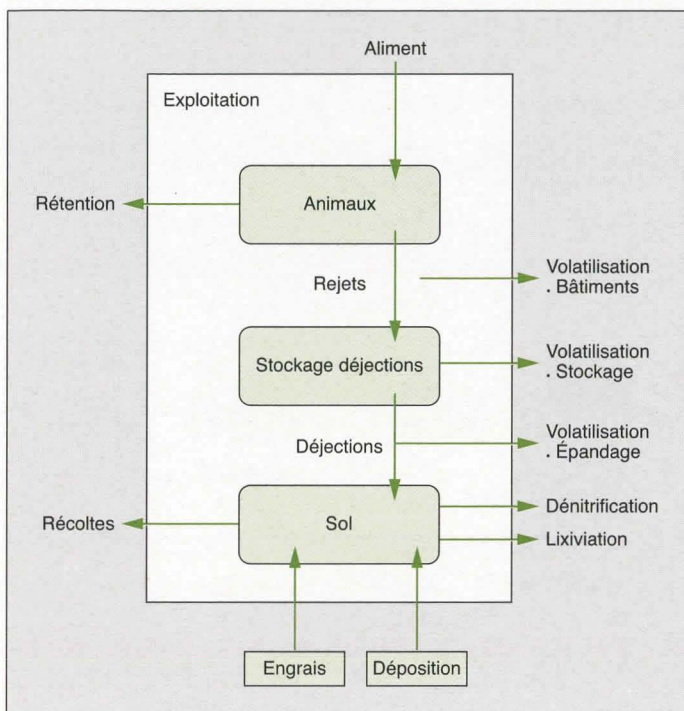 Aliment
Exploitation
Rétention
Animaux
Rejets
Volatilisation
. Bâtiments
Stockage déjections
Volatilisation
. Stockage
Déjections
Volatilisation
. Épandage
Récoltes
Sol
Dénitrification
Lixiviation
Engrais
Déposition